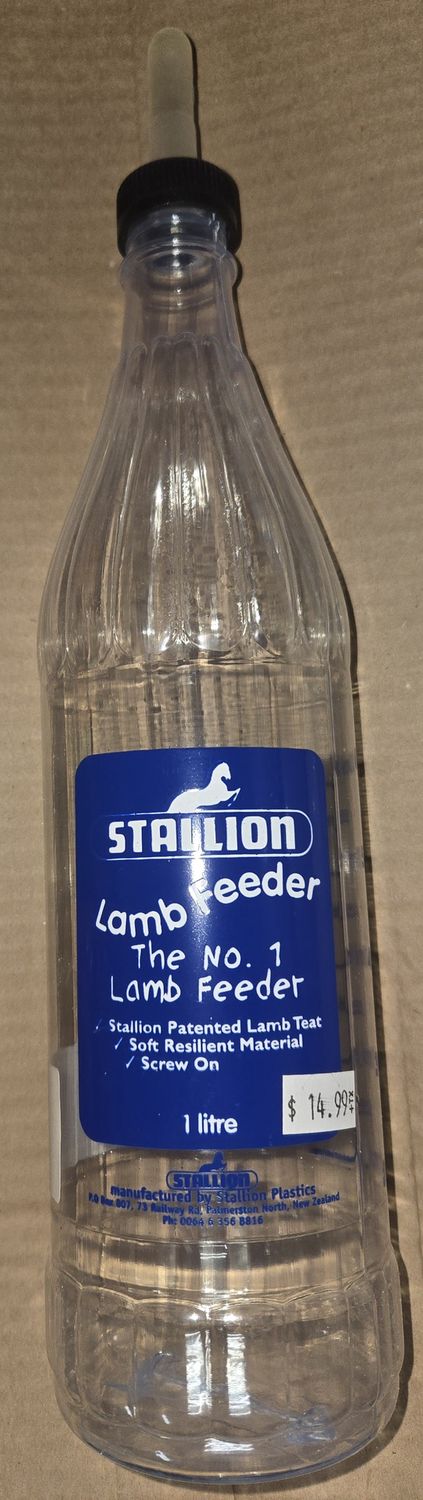 STALLION
Lamb Feeder
The No. 1
Lamb Feeder
✓ Stallion Patented Lamb Teat
✓ Soft Resilient Material
✓ Screw On
$ 14.99
1 litre
STALLION
manufactured by Stallion Plastics
P.O Box 807, 73 Railway Rd, Palmerston North, New Zealand
Ph: 0064 6 356 8816